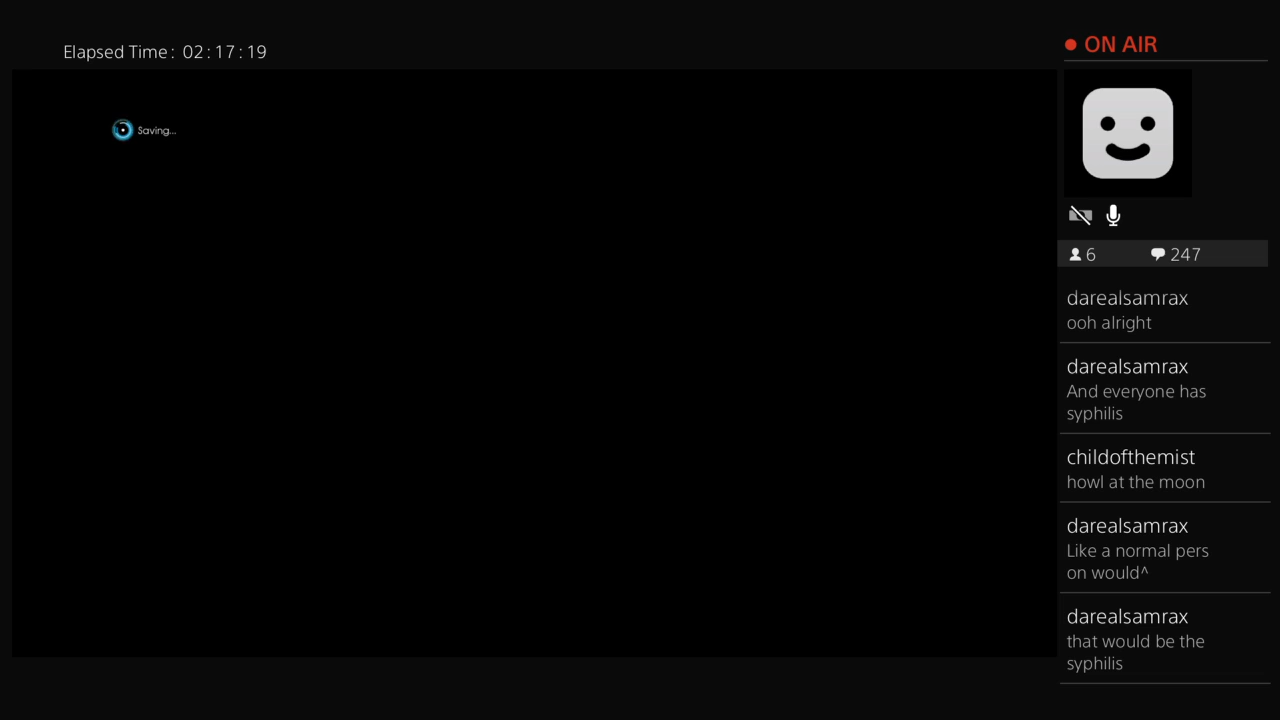 Elapsed Time: 02:17:19
ON AIR
Saving...
6 247
darealsamrax
ooh alright
darealsamrax
And everyone has
syphilis
childofthemist
howl at the moon
darealsamrax
Like a normal pers
on would^
darealsamrax
that would be the
syphilis